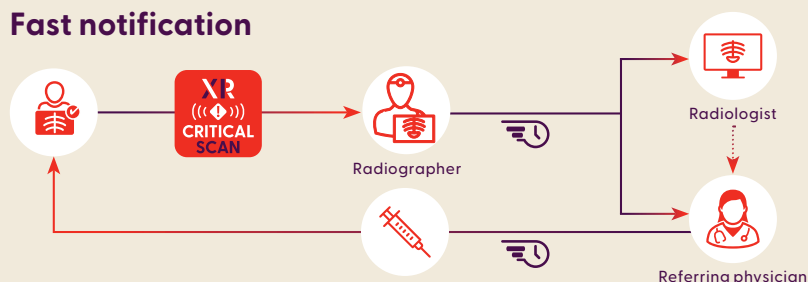 Fast notification
XR
CRITICAL
SCAN
Radiographer
Radiologist
Referring physician